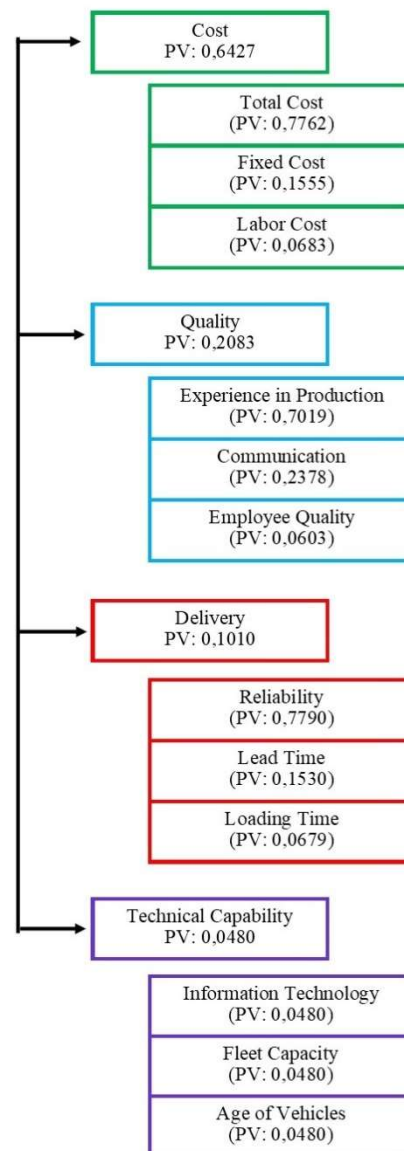 Cost
PV: 0,6427
Total Cost
(PV: 0,7762)
Fixed Cost
(PV: 0,1555)
Labor Cost
(PV: 0,0683)
Quality
PV: 0,2083
Experience in Production
(PV: 0,7019)
Communication
(PV: 0,2378)
Employee Quality
(PV: 0,0603)
Delivery
PV: 0,1010
Reliability
(PV: 0,7790)
Lead Time
(PV: 0,1530)
Loading Time
(PV: 0,0679)
Technical Capability
PV: 0,0480
Information Technology
(PV: 0,0480)
Fleet Capacity
(PV: 0,0480)
Age of Vehicles
(PV: 0,0480)